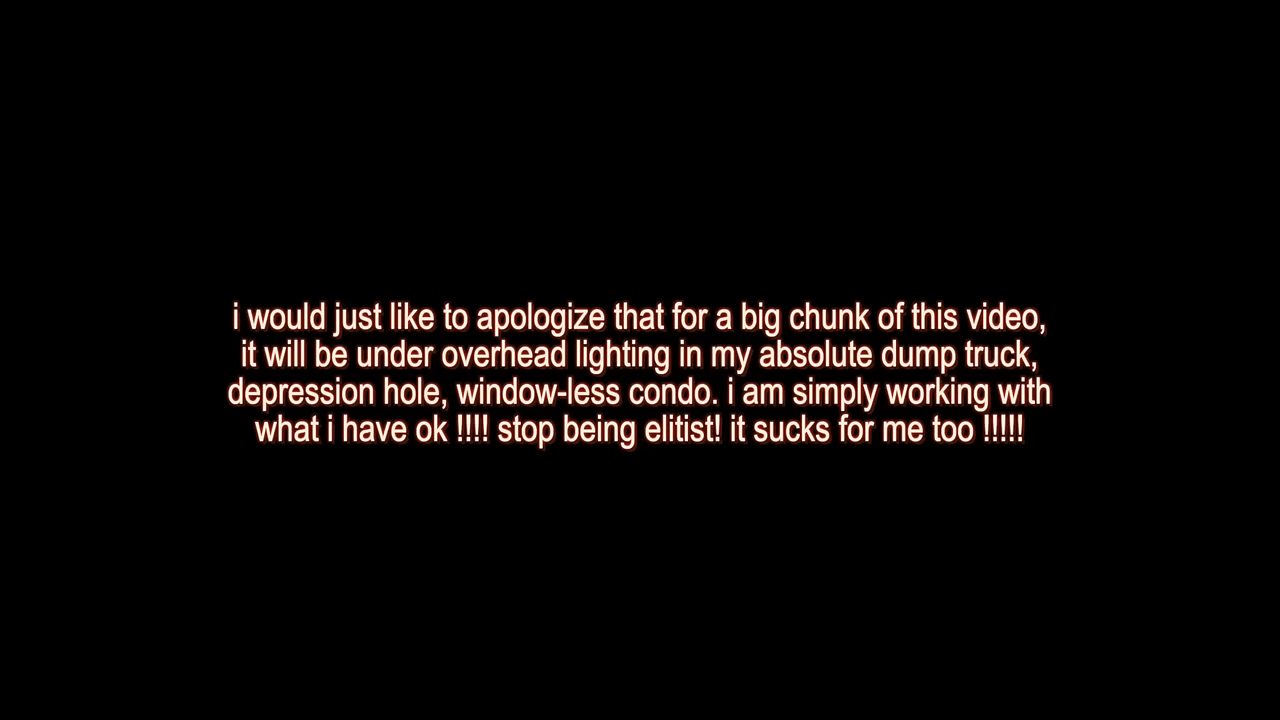 i would just like to apologize that for a big chunk of this video,
it will be under overhead lighting in my absolute dump truck,
depression hole, window-less condo. i am simply working with
what i have ok !!!! stop being elitist! it sucks for me too !!!!!